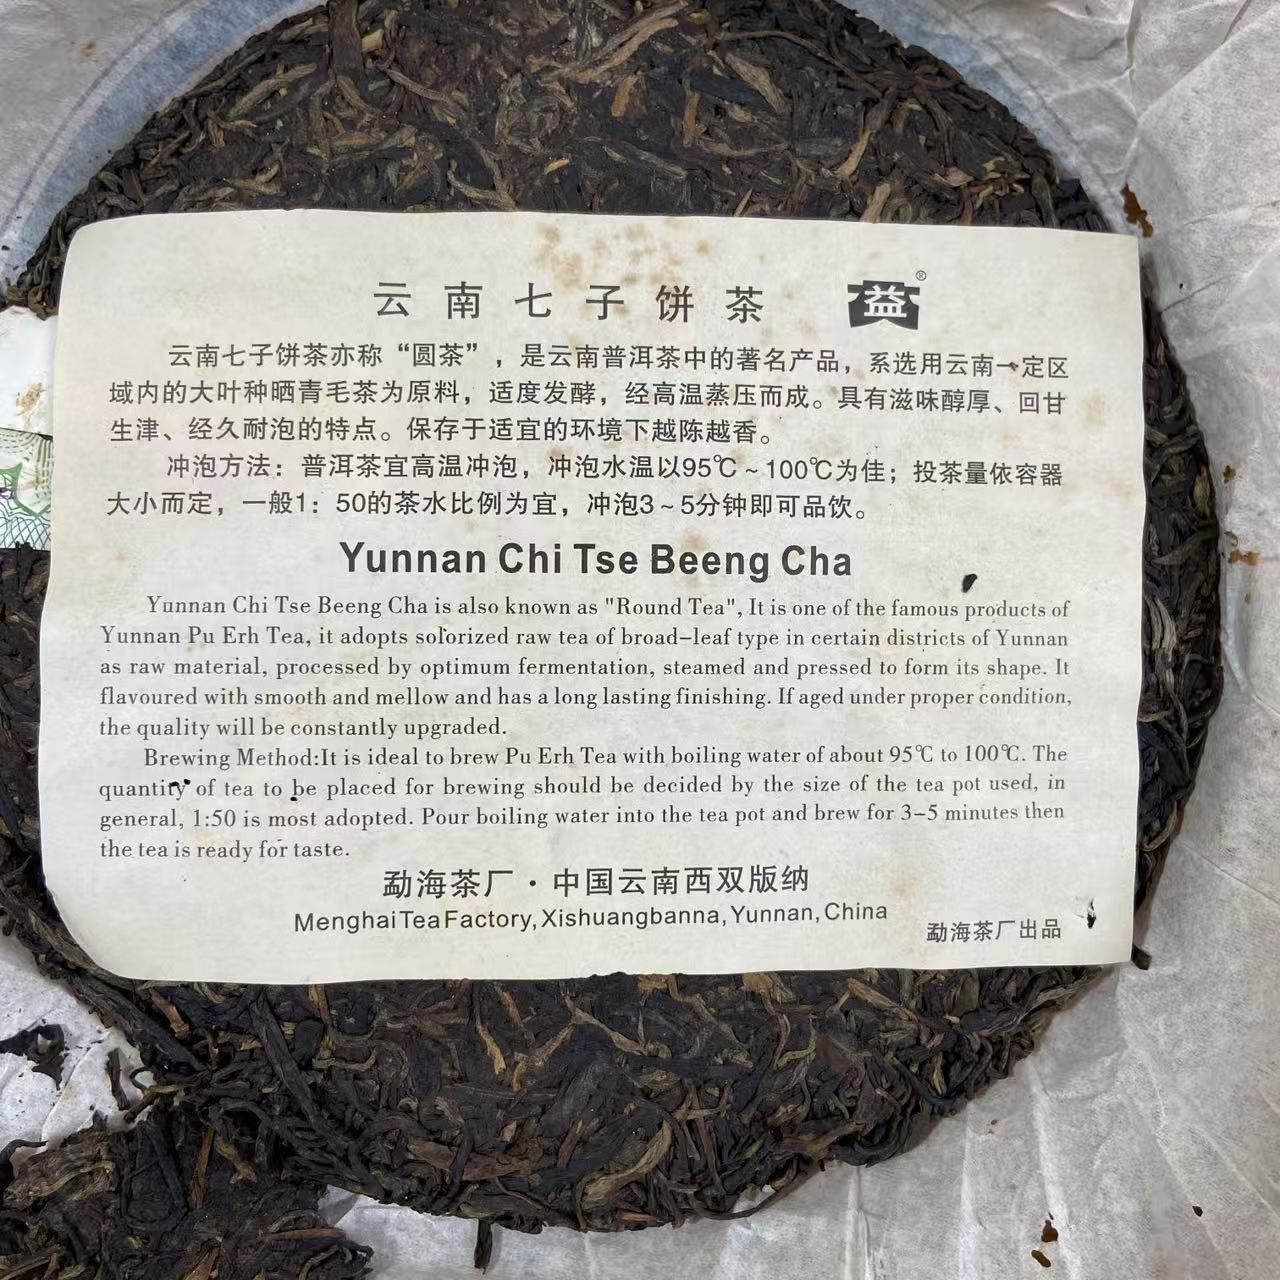 云南七子饼茶 益®
云南七子饼茶亦称“圆茶”，是云南普洱茶中的著名产品，系选用云南一定区
域内的大叶种晒青毛茶为原料，适度发酵，经高温蒸压而成。具有滋味醇厚、回甘
生津、经久耐泡的特点。保存于适宜的环境下越陈越香。
冲泡方法：普洱茶宜高温冲泡，冲泡水温以95℃~100℃为佳；投茶量依容器
大小而定，一般1：50的茶水比例为宜，冲泡3~5分钟即可品饮。
Yunnan Chi Tse Beeng Cha
Yunnan Chi Tse Beeng Cha is also known as "Round Tea", It is one of the famous products of
Yunnan Pu Erh Tea, it adopts solorized raw tea of broad-leaf type in certain districts of Yunnan
as raw material, processed by optimum fermentation, steamed and pressed to form its shape. It
flavoured with smooth and mellow and has a long lasting finishing. If aged under proper condition,
the quality will be constantly upgraded.
Brewing Method:It is ideal to brew Pu Erh Tea with boiling water of about 95℃ to 100℃. The
quantiry of tea to be placed for brewing should be decided by the size of the tea pot used, in
general, 1:50 is most adopted. Pour boiling water into the tea pot and brew for 3-5 minutes then
the tea is ready for taste.
勐海茶厂·中国云南西双版纳
Menghai Tea Factory, Xishuangbanna, Yunnan, China
勐海茶厂出品